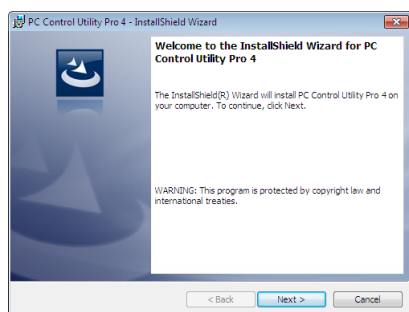 PC Control Utility Pro 4 - InstallShield Wizard
Welcome to the InstallShield Wizard for PC
Control Utility Pro 4
The InstallShield(R) Wizard will install PC Control Utility Pro 4 on
your computer. To continue, click Next.
WARNING: This program is protected by copyright law and
international treaties.
< Back Next > Cancel